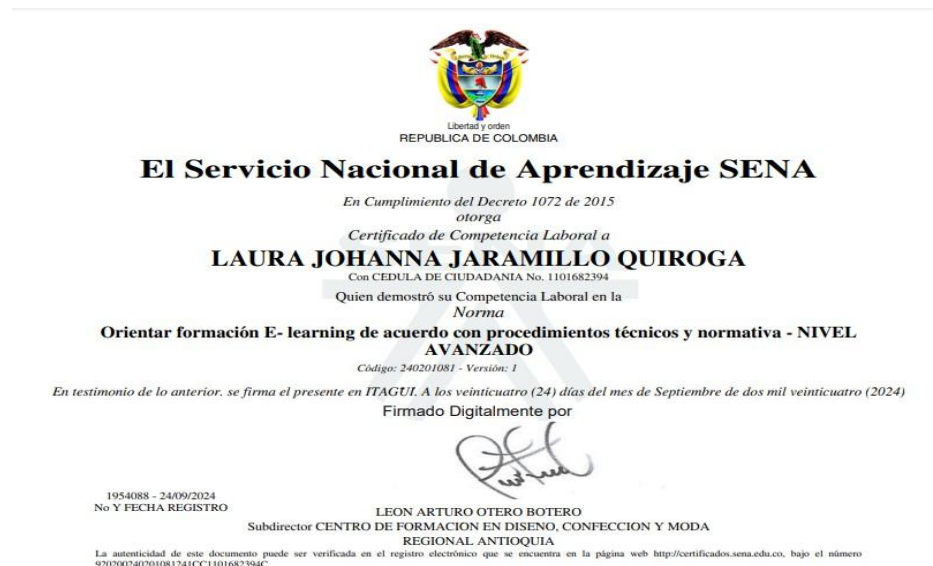 Libertad y orden
REPUBLICA DE COLOMBIA
El Servicio Nacional de Aprendizaje SENA
En Cumplimiento del Decreto 1072 de 2015
otorga
Certificado de Competencia Laboral a
LAURA JOHANNA JARAMILLO QUIROGA
Con CEDULA DE CIUDADANIA No. 1101682394
Quien demostró su Competencia Laboral en la
Norma
Orientar formación E- learning de acuerdo con procedimientos técnicos y normativa - NIVEL
AVANZADO
Código: 240201081 - Versión: 1
En testimonio de lo anterior. se firma el presente en ITAGUI. A los veinticuatro (24) días del mes de Septiembre de dos mil veinticuatro (2024)
Firmado Digitalmente por
1954088 - 24/09/2024
No Y FECHA REGISTRO
LEON ARTURO OTERO BOTERO
Subdirector CENTRO DE FORMACION EN DISENO, CONFECCION Y MODA
REGIONAL ANTIOQUIA
La autenticidad de este documento puede ser verificada en el registro electrónico que se encuentra en la página web http://certificados.sena.edu.co, bajo el número
920200240201081241CC1101682394C